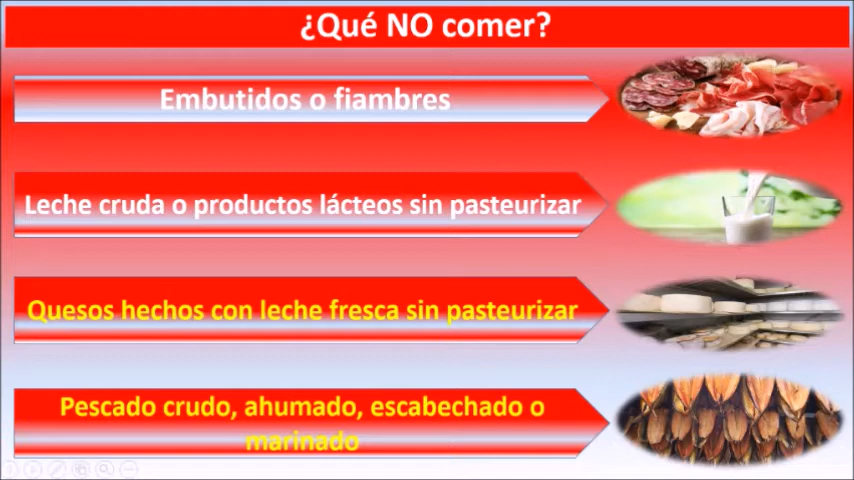 ¿Qué NO comer?
Embutidos o fiambres
Leche cruda o productos lácteos sin pasteurizar
Quesos hechos con leche fresca sin pasteurizar
Pescado crudo, ahumado, escabechado o
marinado